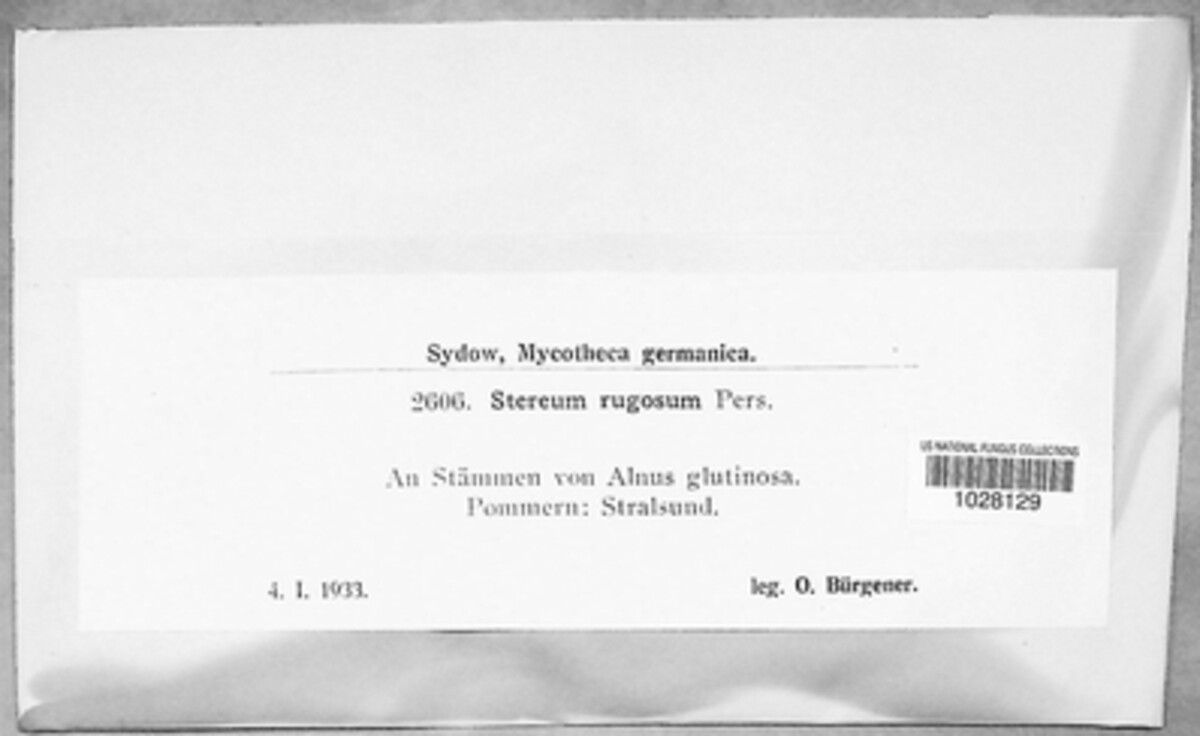 Sydow, Mycotheca germanica.
2606. Stereum rugosum Pers.
An Stämmen von Alnus glutinosa.
Pommern: Stralsund.
US NATIONAL FUNGUS COLLECTIONS
1028129
4. I. 1933.
leg. O. Bürgener.